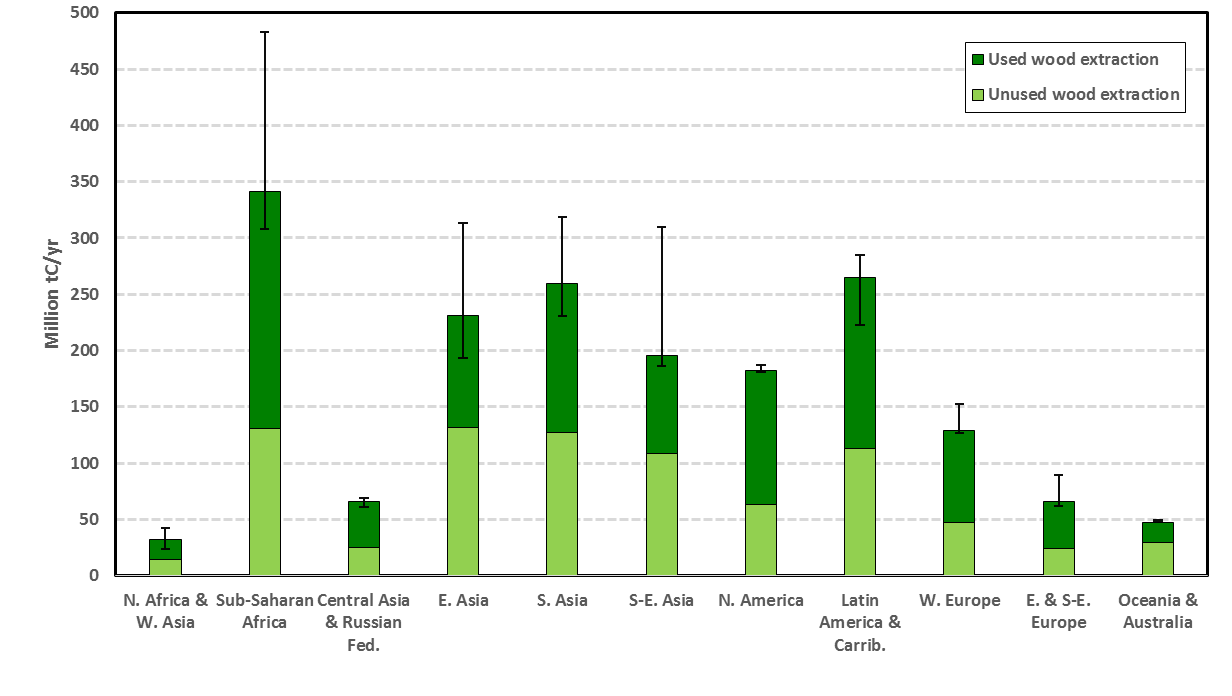 500
450
400
350
300
250
200
150
100
50
0
Million tC/yr
Used wood extraction
Unused wood extraction
N. Africa &
W. Asia
Sub-Saharan
Africa
Central Asia
& Russian
Fed.
E. Asia
S. Asia
S-E. Asia
N. America
Latin
America &
Carrib.
W. Europe
E. & S-E.
Europe
Oceania &
Australia